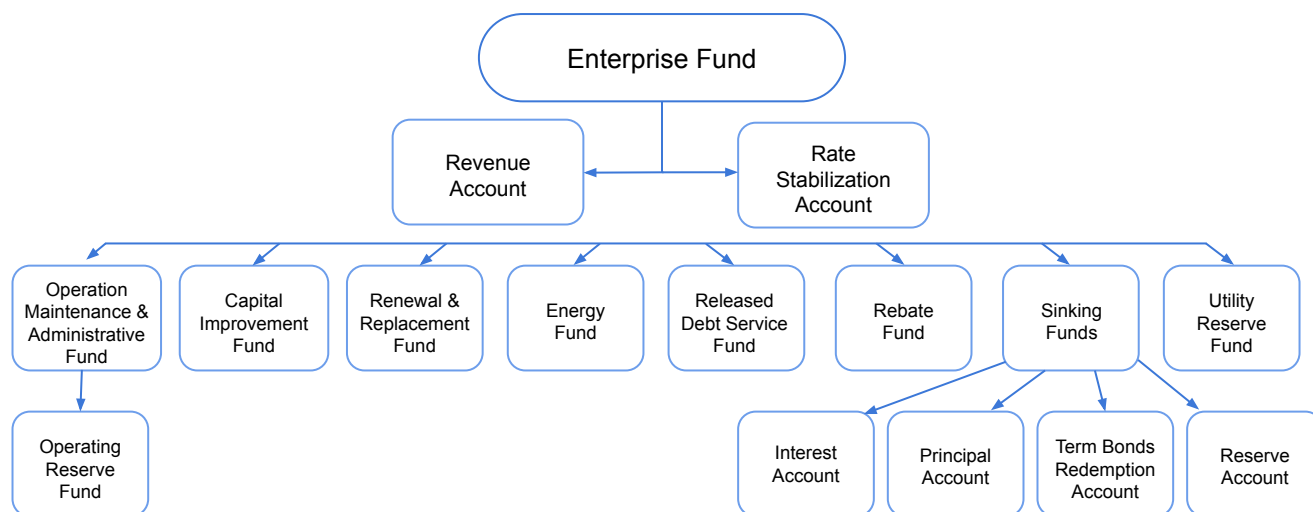 Enterprise Fund
Revenue
Account
Rate
Stabilization
Account
Operation
Maintenance &
Administrative
Fund
Capital
Improvement
Fund
Renewal &
Replacement
Fund
Energy
Fund
Released
Debt Service
Fund
Rebate
Fund
Sinking
Funds
Utility
Reserve
Fund
Operating
Reserve
Fund
Interest
Account
Principal
Account
Term Bonds
Redemption
Account
Reserve
Account